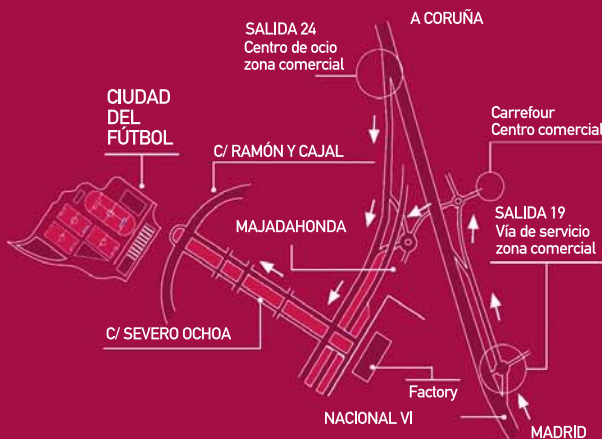 A CORUÑA
SALIDA 24
Centro de ocio
zona comercial
CIUDAD
DEL
FÚTBOL
Carrefour
Centro comercial
C/ RAMÓN Y CAJAL
SALIDA 19
Vía de servicio
zona comercial
MAJADAHONDA
C/ SEVERO OCHOA
Factory
NACIONAL VI
MADRID